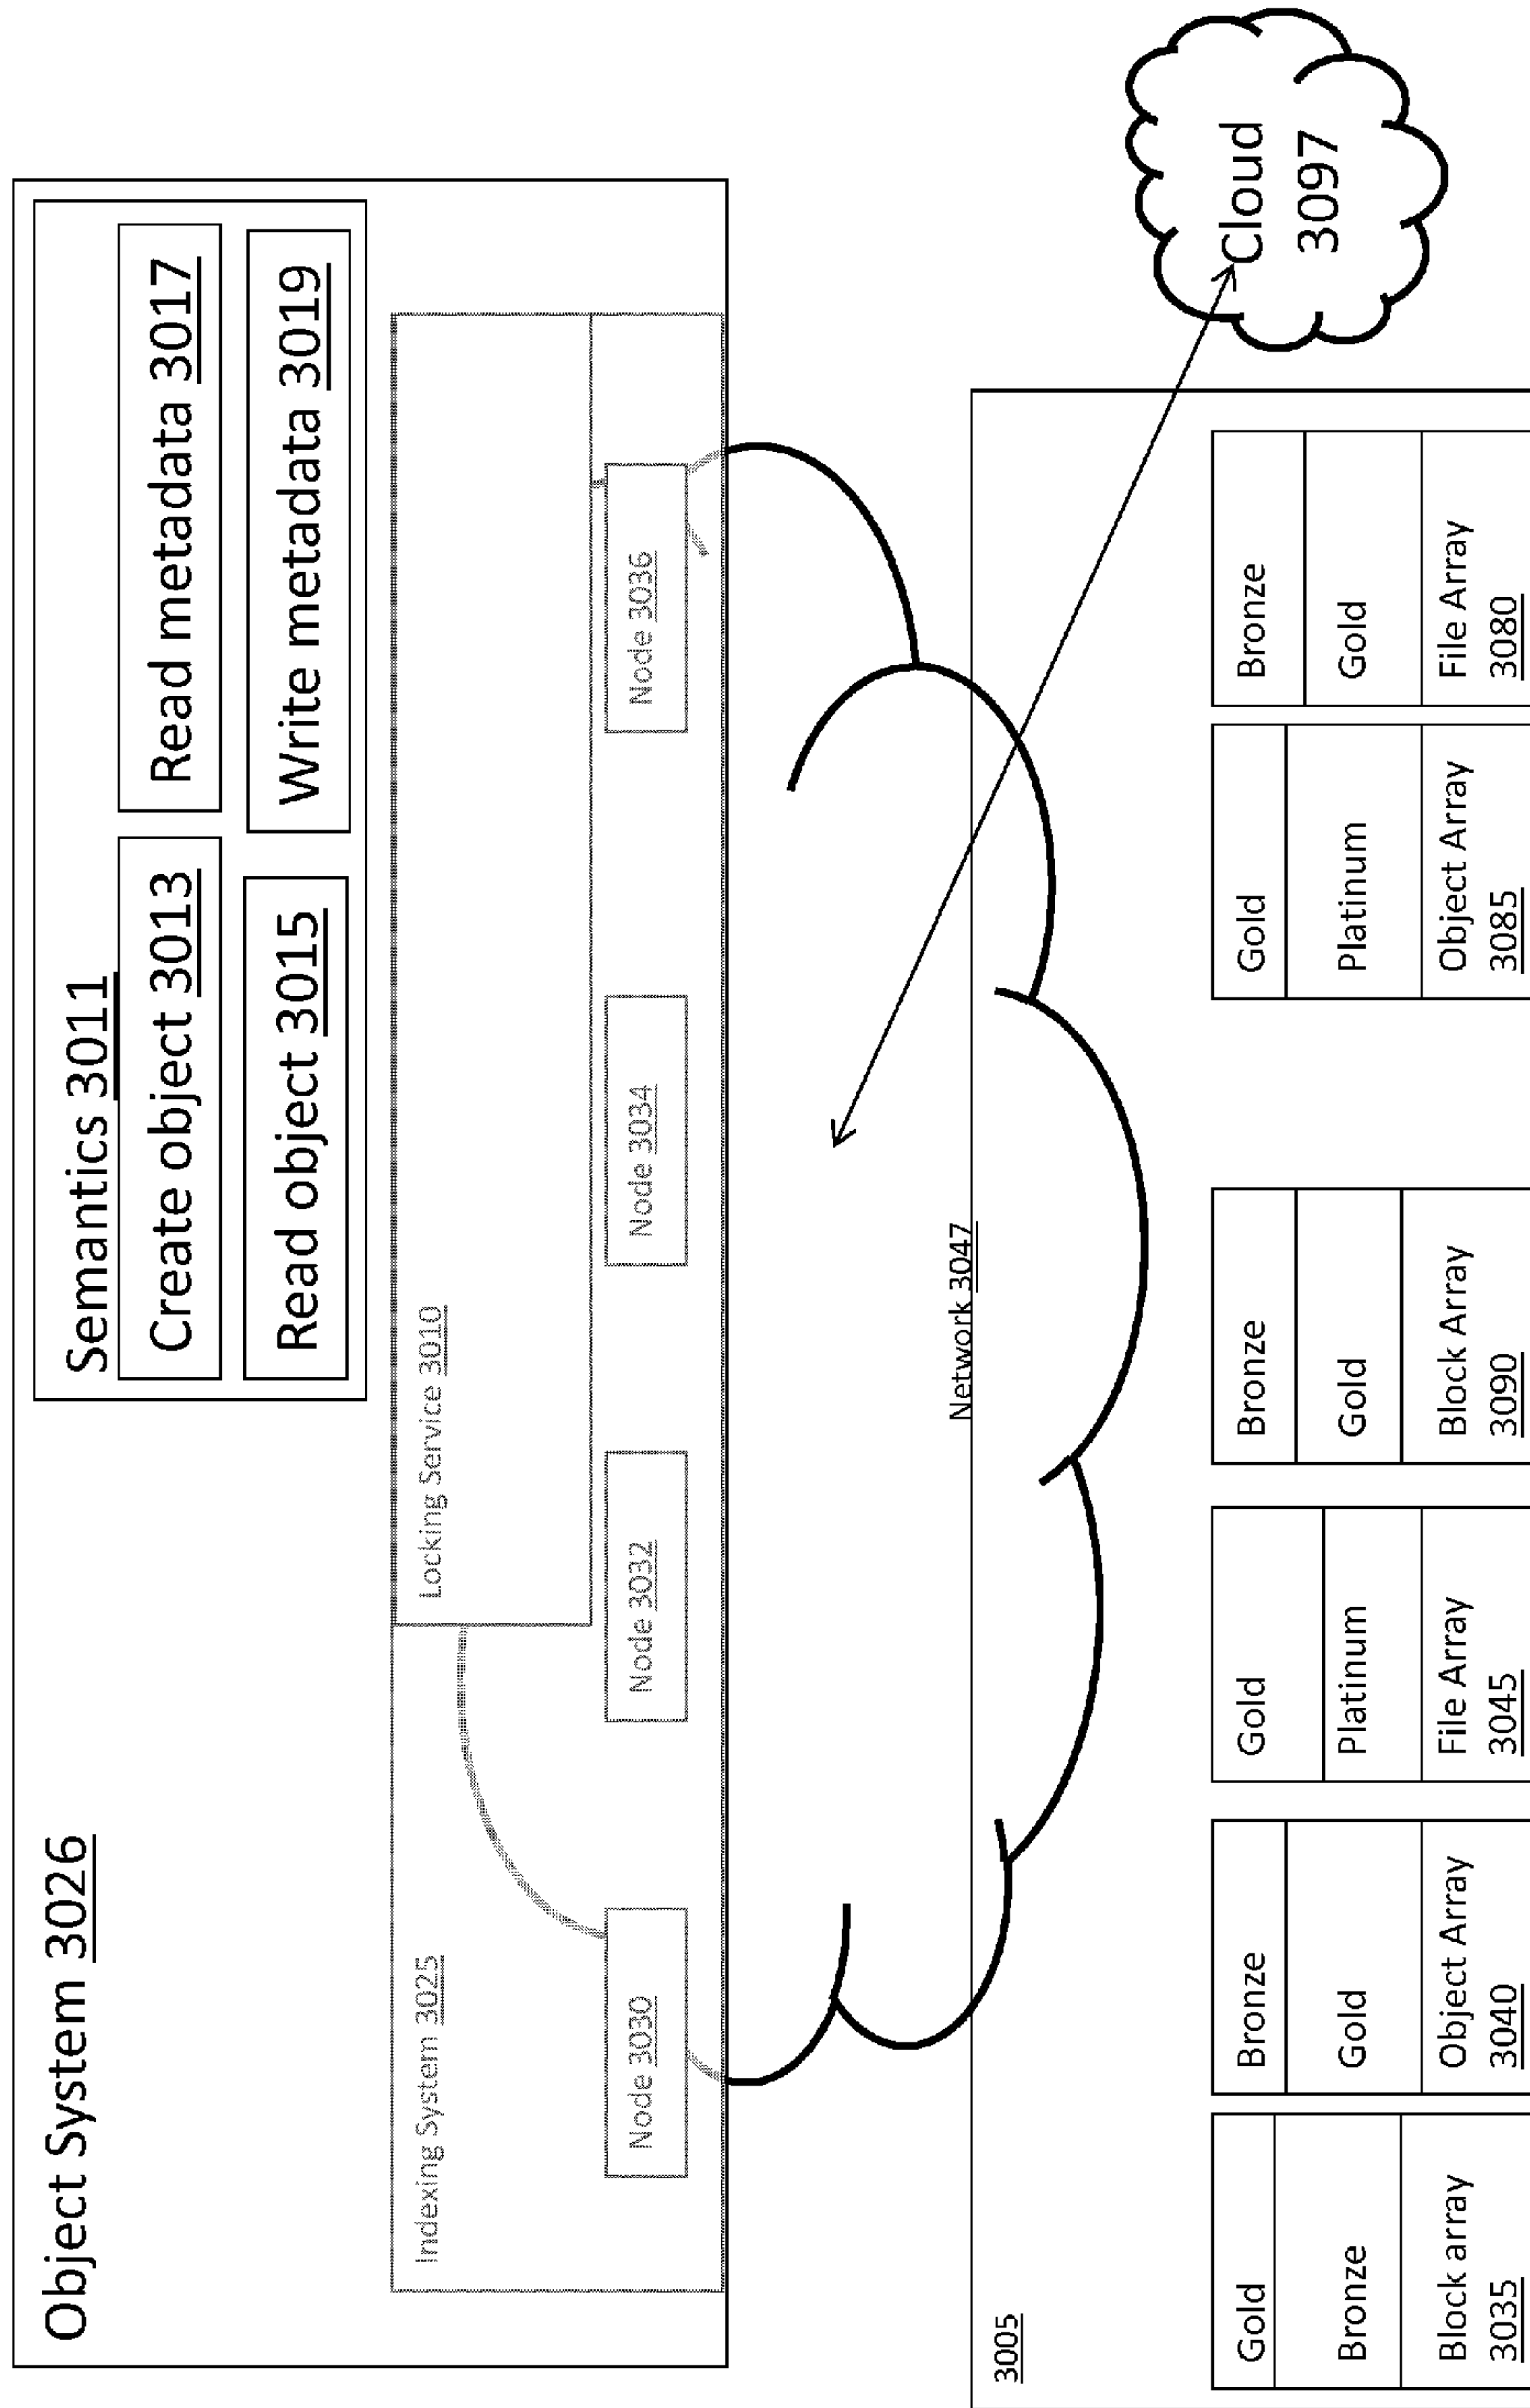 Object System 3026
Semantics 3011
Create object 3013
Read metadata 3017
Read object 3015
Write metadata 3019
Indexing System 3025
Locking Service 3010
Node 3030
Node 3032
Node 3034
Node 3036
Network 3047
Cloud
3097
3005
Gold
Bronze
Block array
3035
Bronze
Gold
Object Array
3040
Gold
Platinum
File Array
3045
Bronze
Gold
Block Array
3090
Gold
Platinum
Object Array
3085
Bronze
Gold
File Array
3080